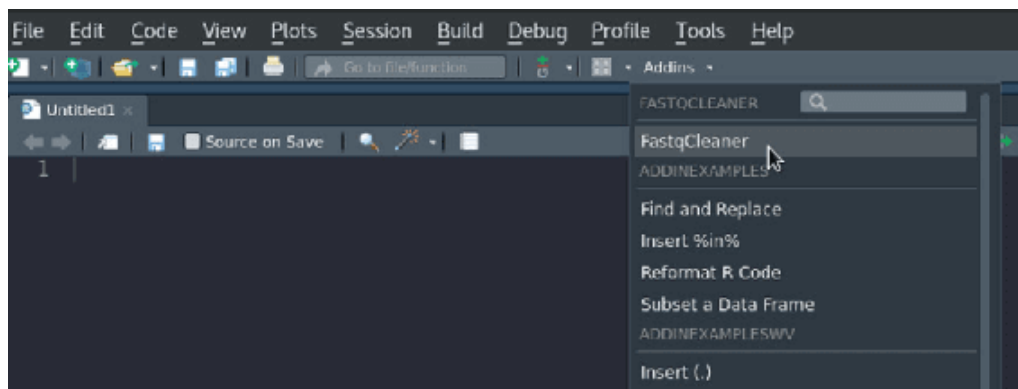 File Edit Code View Plots Session Build Debug Profile Tools Help
Go to file/function Addins
Untitled1 ×
FASTQCLEANER
Source on Save
FastqCleaner
1
ADDINEXAMPLES
Find and Replace
Insert %in%
Reformat R Code
Subset a Data Frame
ADDINEXAMPLESWV
Insert (.)